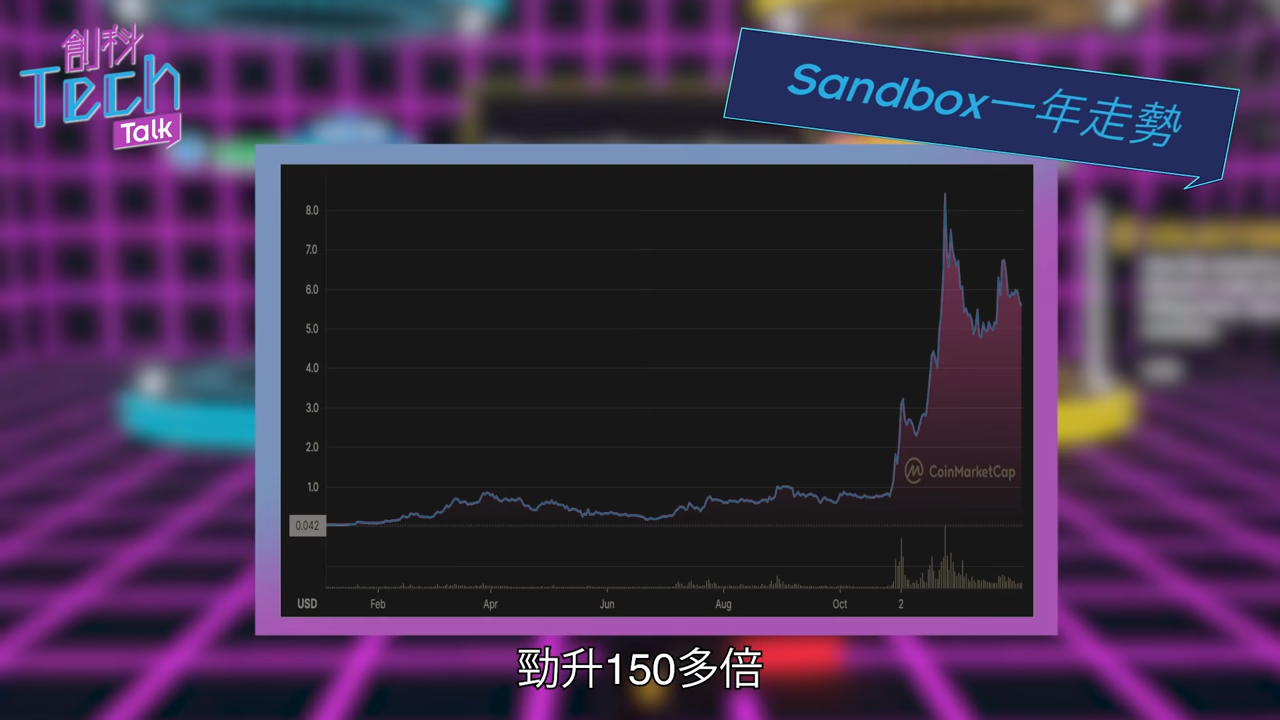 創科
Tech
Talk
Sandbox一年走勢
8.0
7.0
6.0
5.0
4.0
3.0
2.0
1.0
0.042
CoinMarketCap
USD
Feb
Apr
Jun
Aug
Oct
2
勁升150多倍